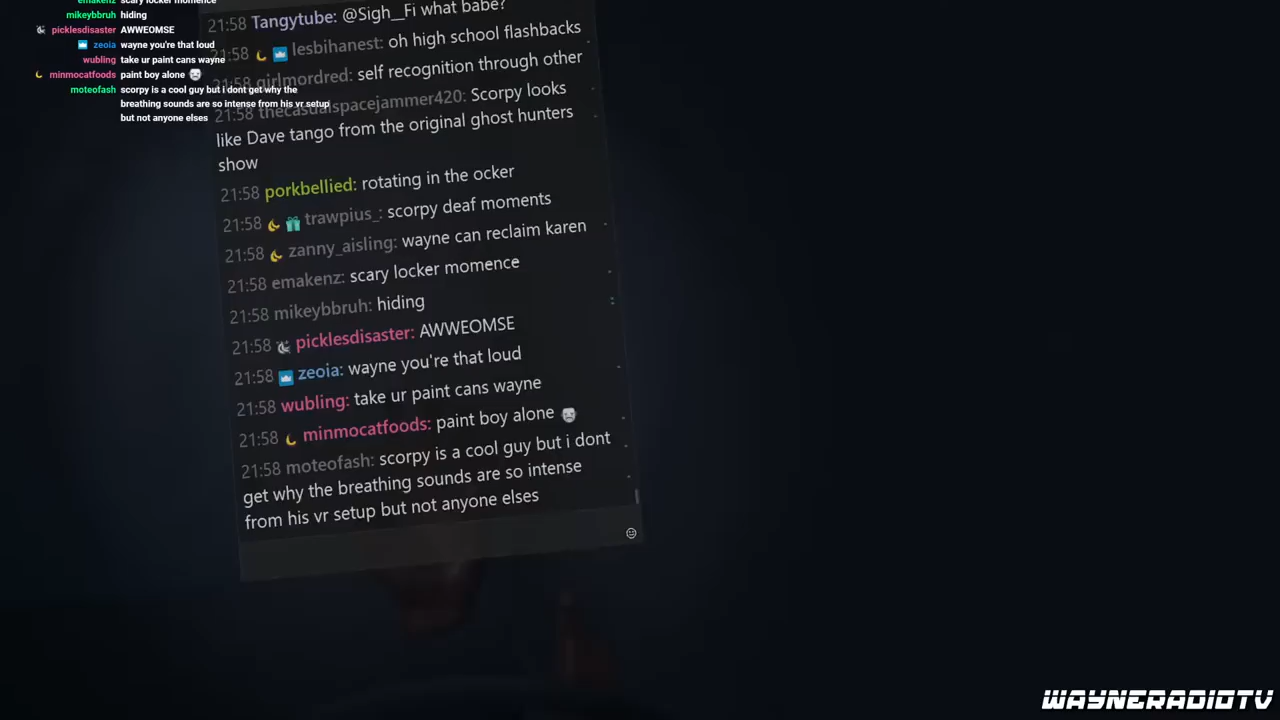 emakenz scary locker momence
mikeybbruh hiding
picklesdisaster AWWEOMSE
zeoia wayne you're that loud
wubling take ur paint cans wayne
minmocatfoods paint boy alone
moteofash scorpy is a cool guy but i dont get why the
breathing sounds are so intense from his vr setup
but not anyone elses
21:58 Tangytube: @Sigh__Fi what babe?
21:58 lesbihanest: oh high school flashbacks
21:58 girlmordred: self recognition through other
21:58 thecasualspacejammer420: Scorpy looks
like Dave tango from the original ghost hunters
show
21:58 porkbellied: rotating in the ocker
21:58 trawpius_: scorpy deaf moments
21:58 zanny_aisling: wayne can reclaim karen
21:58 emakenz: scary locker momence
21:58 mikeybbruh: hiding
21:58 picklesdisaster: AWWEOMSE
21:58 zeoia: wayne you're that loud
21:58 wubling: take ur paint cans wayne
21:58 minmocatfoods: paint boy alone
21:58 moteofash: scorpy is a cool guy but i dont
get why the breathing sounds are so intense
from his vr setup but not anyone elses
WAYNERADIOTV